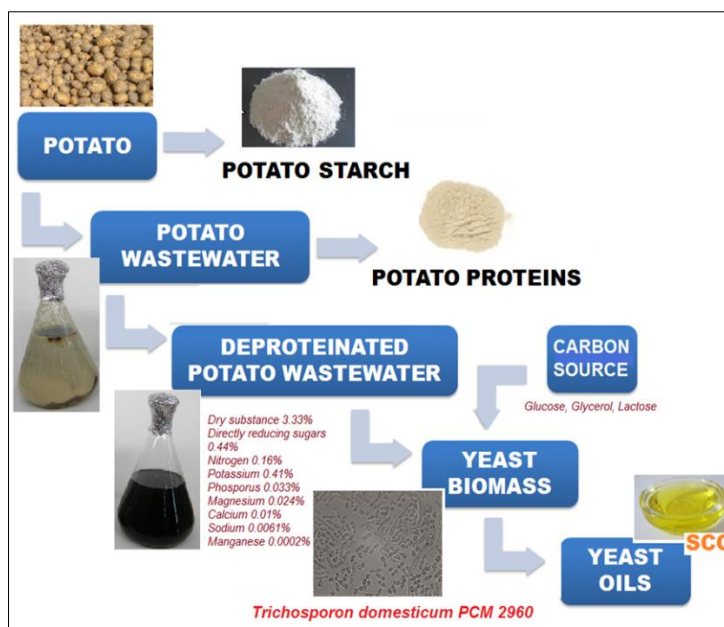 POTATO
POTATO STARCH
POTATO
WASTEWATER
POTATO PROTEINS
DEPROTEINATED
POTATO WASTEWATER
CARBON
SOURCE
Glucose, Glycerol, Lactose
Dry substance 3.33%
Directly reducing sugars
0.44%
Nitrogen 0.16%
Potassium 0.41%
Phosporus 0.033%
Magnesium 0.024%
Calcium 0.01%
Sodium 0.0061%
Manganese 0.0002%
YEAST
BIOMASS
SCO
YEAST
OILS
Trichosporon domesticum PCM 2960